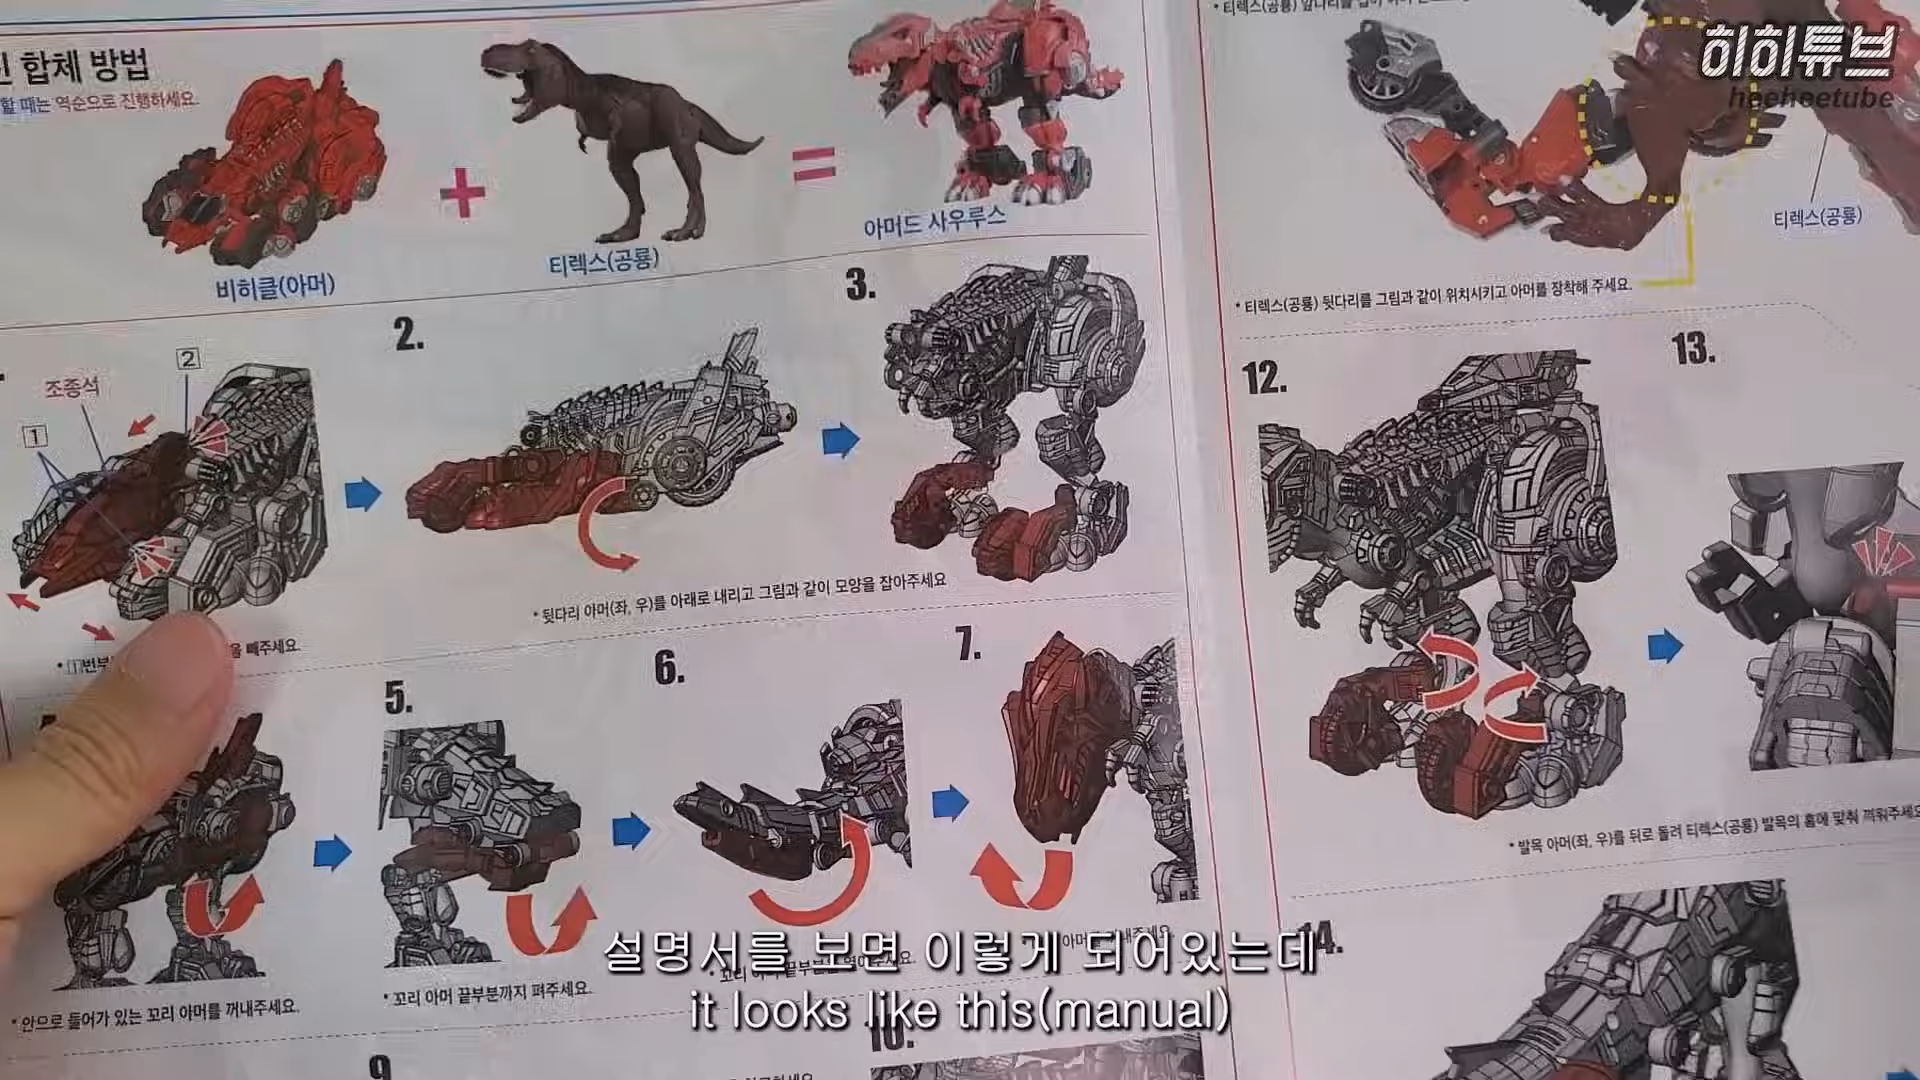 합체 방법
할 때는 역순으로 진행하세요.
비히클(아머)
+
티렉스(공룡)
=
아머드 사우루스
히히튜브
heeheetube
티렉스(공룡)
* 티렉스(공룡) 뒷다리를 그림과 같이 위치시키고 아머를 장착해 주세요.
조종석
1
2
2.
3.
* 뒷다리 아머(좌, 우)를 아래로 내리고 그림과 같이 모양을 잡아주세요
빼주세요.
12.
13.
* 발목 아머(좌, 우)를 뒤로 돌려 티렉스(공룡) 발목의 홈에 맞춰 껴워주세요
5.
6.
7.
* 안으로 들어가 있는 꼬리 아머를 꺼내주세요.
* 꼬리 아머 끝부분까지 펴주세요.
14.
9
10.
설명서를 보면 이렇게 되어있는데
it looks like this(manual)